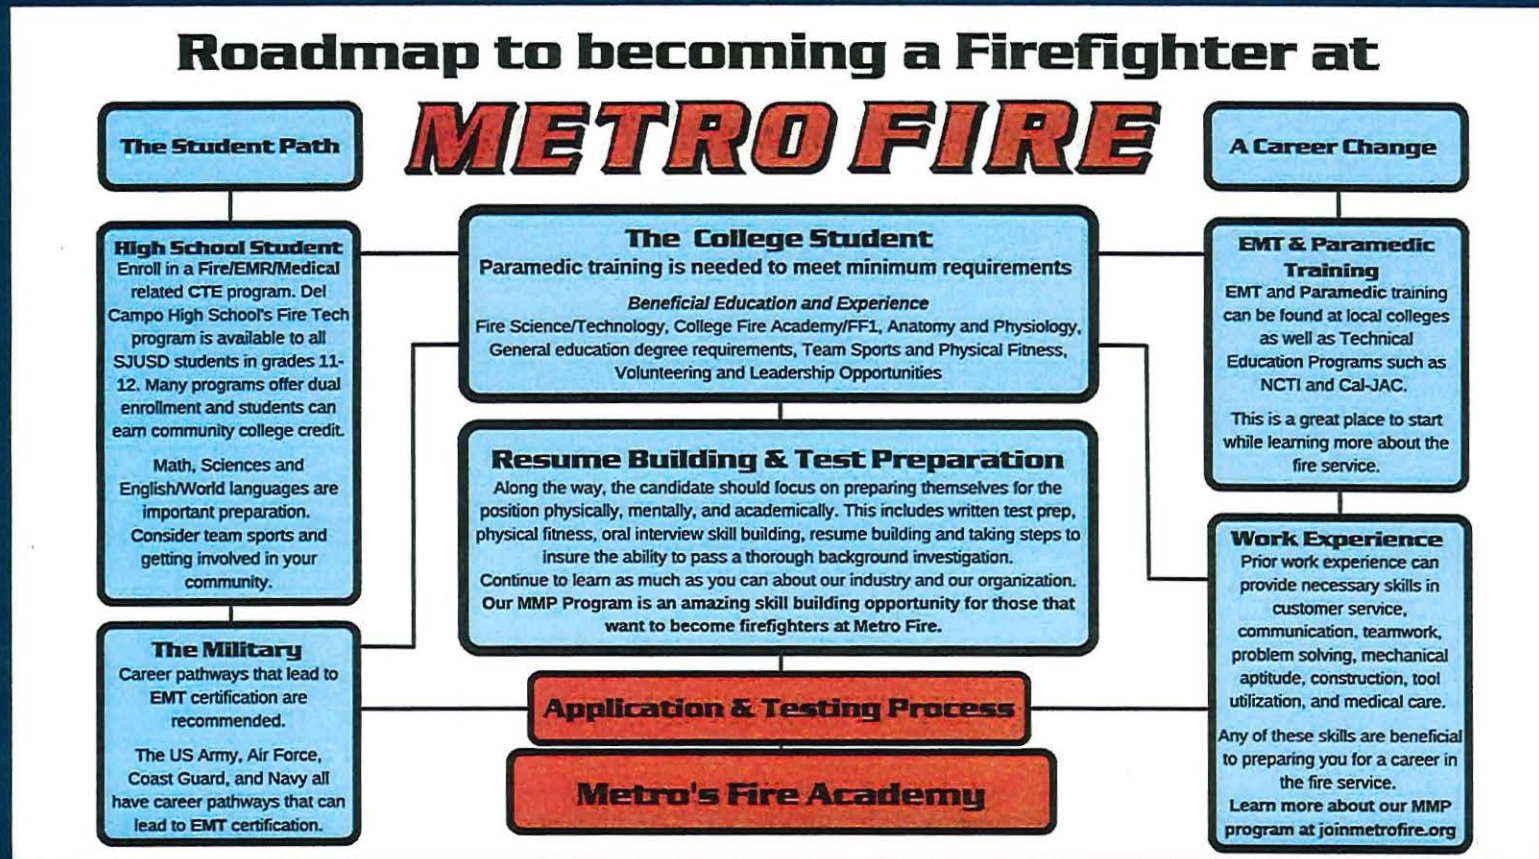 Roadmap to becoming a Firefighter at
METRO FIRE
The Student Path
High School Student
Enroll in a Fire/EMR/Medical
related CTE program. Del
Campo High School's Fire Tech
program is available to all
SJUSD students in grades 11-
12. Many programs offer dual
enrollment and students can
earn community college credit.
Math, Sciences and
English/World languages are
important preparation.
Consider team sports and
getting involved in your
community.
The Military
Career pathways that lead to
EMT certification are
recommended.
The US Army, Air Force,
Coast Guard, and Navy all
have career pathways that can
lead to EMT certification.
The College Student
Paramedic training is needed to meet minimum requirements
Beneficial Education and Experience
Fire Science/Technology, College Fire Academy/FF1, Anatomy and Physiology,
General education degree requirements, Team Sports and Physical Fitness,
Volunteering and Leadership Opportunities
Resume Building & Test Preparation
Along the way, the candidate should focus on preparing themselves for the
position physically, mentally, and academically. This includes written test prep,
physical fitness, oral interview skill building, resume building and taking steps to
insure the ability to pass a thorough background investigation.
Continue to learn as much as you can about our industry and our organization.
Our MMP Program is an amazing skill building opportunity for those that
want to become firefighters at Metro Fire.
Application & Testing Process
Metro's Fire Academy
A Career Change
EMT & Paramedic
Training
EMT and Paramedic training
can be found at local colleges
as well as Technical
Education Programs such as
NCTI and Cal-JAC.
This is a great place to start
while learning more about the
fire service.
Work Experience
Prior work experience can
provide necessary skills in
customer service,
communication, teamwork,
problem solving, mechanical
aptitude, construction, tool
utilization, and medical care.
Any of these skills are beneficial
to preparing you for a career in
the fire service.
Learn more about our MMP
program at joinmetrofire.org